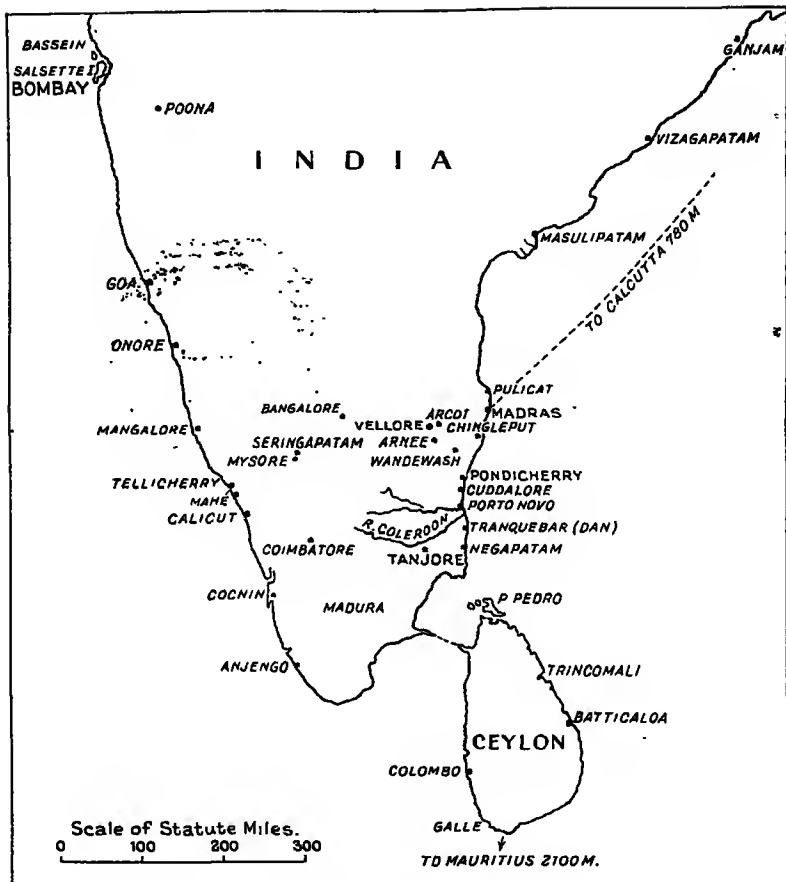 GANJAM
BASSEIN
SALSETTE I
BOMBAY
POONA
VIZAGAPATAM
INDIA
MASULIPATAM
TO CALCUTTA 780 M
GOA
ONORE
PULICAT
BANGALORE
ARCOT
MADRAS
VELLORE
CHINGLEPUT
MANGALORE
SERINGAPATAM
ARNEE
MYSORE
WANDEWASH
TELLICHERRY
PONDICHERRY
MAHÉ
CUDDALORE
CALICUT
PORTO NOVO
R. COLEROON
TRANQUEBAR (DAN)
COIMBATORE
TANJORE
NEGAPATAM
COCHIN
MADURA
P PEDRO
ANJENGO
TRINCOMALI
BATTICALOA
CEYLON
COLOMBO
GALLE
Scale of Statute Miles.
0 100 200 300
TO MAURITIUS 2100 M.